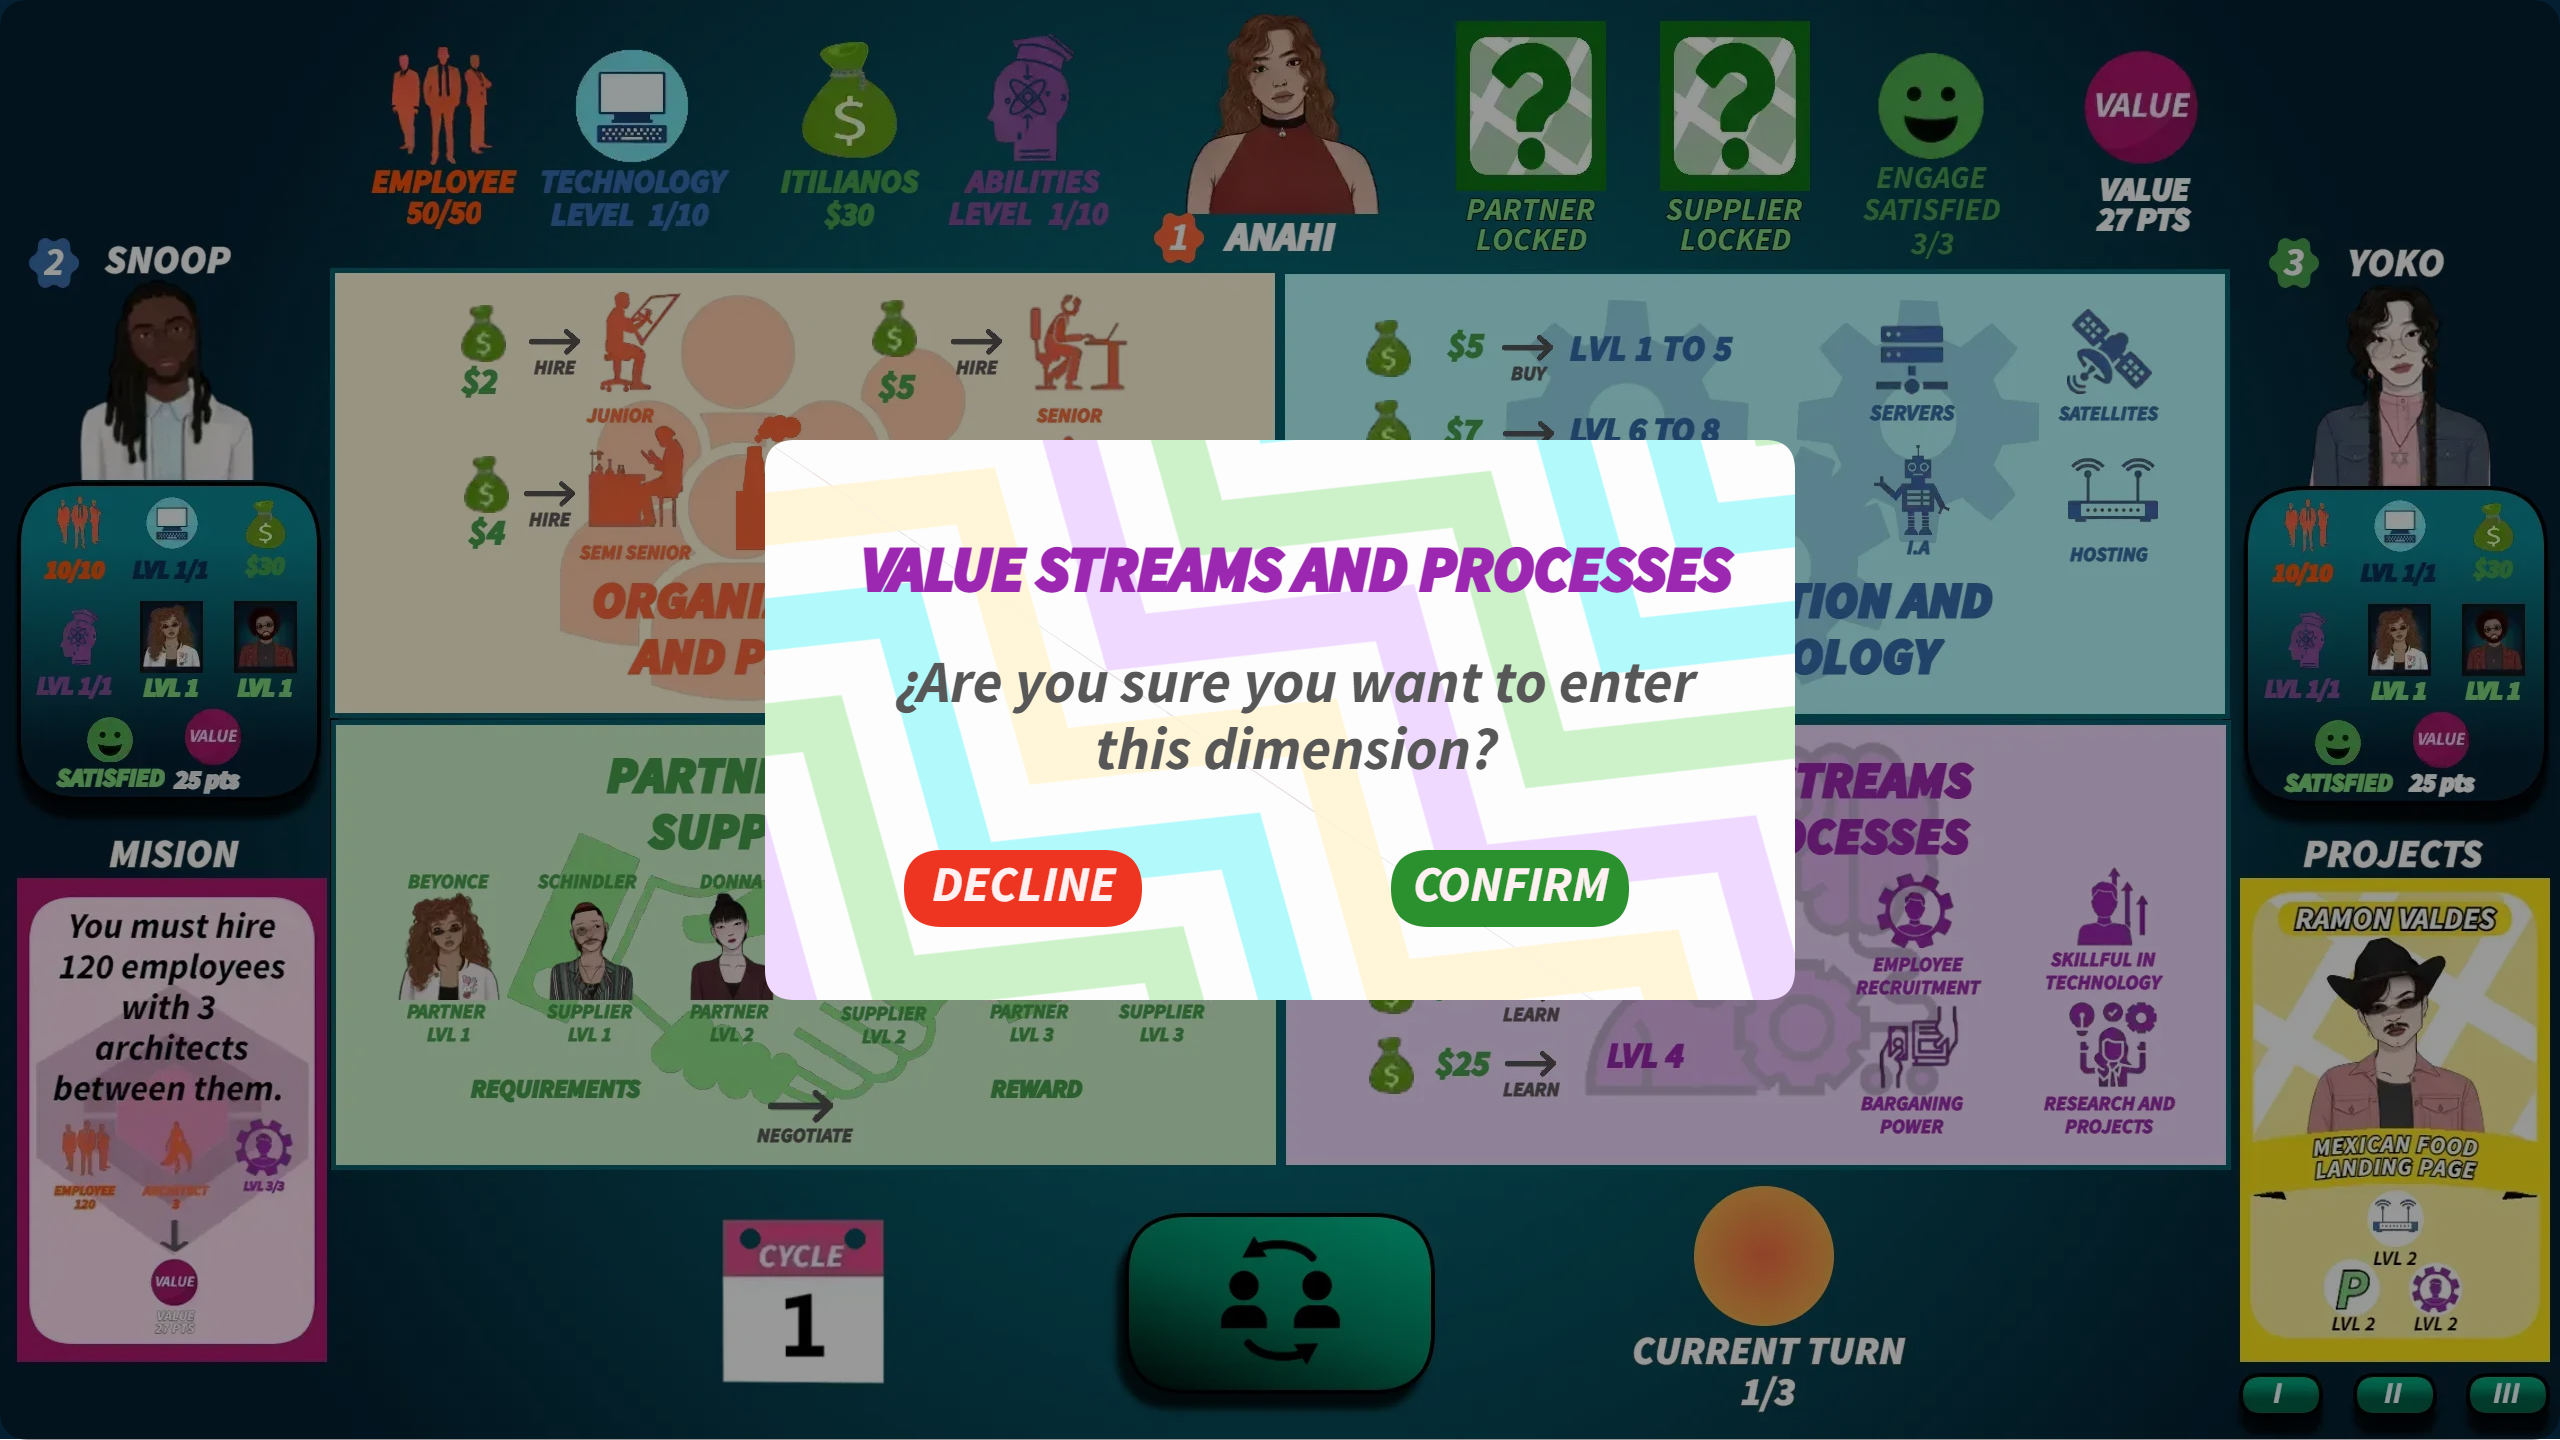 EMPLOYEE
50/50
TECHNOLOGY
LEVEL 1/10
ITILIANOS
$30
ABILITIES
LEVEL 1/10
1 ANAHI
PARTNER
LOCKED
SUPPLIER
LOCKED
ENGAGE
SATISFIED
3/3
VALUE
VALUE
27 PTS
2 SNOOP
10/10
LVL 1/1
$30
LVL 1/1
LVL 1
LVL 1
VALUE
SATISFIED
25 pts
3 YOKO
10/10
LVL 1/1
$30
LVL 1/1
LVL 1
LVL 1
VALUE
SATISFIED
25 pts
$2
HIRE
JUNIOR
$5
HIRE
SENIOR
$4
HIRE
SEMI SENIOR
$5
BUY
LVL 1 TO 5
$7
LVL 6 TO 8
SERVERS
SATELLITES
I.A
HOSTING
VALUE STREAMS AND PROCESSES
¿Are you sure you want to enter
this dimension?
DECLINE
CONFIRM
BEYONCE
SCHINDLER
DONNA
PARTNER
LVL 1
SUPPLIER
LVL 1
PARTNER
LVL 2
SUPPLIER
LVL 2
PARTNER
LVL 3
SUPPLIER
LVL 3
REQUIREMENTS
NEGOTIATE
REWARD
LEARN
$25
LEARN
LVL 4
EMPLOYEE
RECRUITMENT
SKILLFUL IN
TECHNOLOGY
BARGANING
POWER
RESEARCH AND
PROJECTS
MISION
You must hire
120 employees
with 3
architects
between them.
EMPLOYEE
120
ARCHITECT
3
LVL 3/3
VALUE
VALUE
27 PTS
PROJECTS
RAMON VALDES
MEXICAN FOOD
LANDING PAGE
LVL 2
P
LVL 2
LVL 2
I
II
III
CYCLE
1
CURRENT TURN
1/3